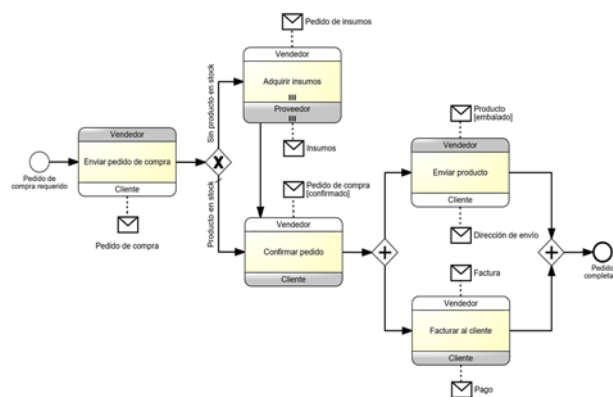 Pedido de insumos
Vendedor
Adquirir insumos
Proveedor
Insumos
Sin producto en stock
Producto en stock
Vendedor
Enviar pedido de compra
Cliente
Pedido de
compra requerido
Pedido de compra
Pedido de compra
[confirmado]
Vendedor
Confirmar pedido
Cliente
Producto
[embalado]
Vendedor
Enviar producto
Cliente
Dirección de envío
Factura
Vendedor
Facturar al cliente
Cliente
Pago
Pedido
completa